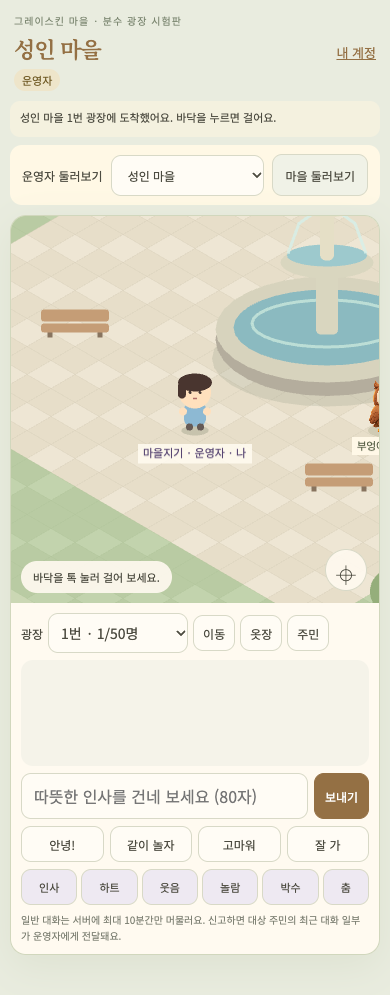 그레이스킨 마을 · 분수 광장 시험판
성인 마을
내 계정
운영자
성인 마을 1번 광장에 도착했어요. 바닥을 누르면 걸어요.
운영자 둘러보기
성인 마을
마을 둘러보기
마을지기 · 운영자 · 나
부엉
바닥을 톡 눌러 걸어 보세요.
광장
1번 · 1/50명
이동
옷장
주민
따뜻한 인사를 건네 보세요 (80자)
보내기
안녕!
같이 놀자
고마워
잘 가
인사
하트
웃음
놀람
박수
춤
일반 대화는 서버에 최대 10분간만 머물러요. 신고하면 대상 주민의 최근 대화 일부
가 운영자에게 전달돼요.